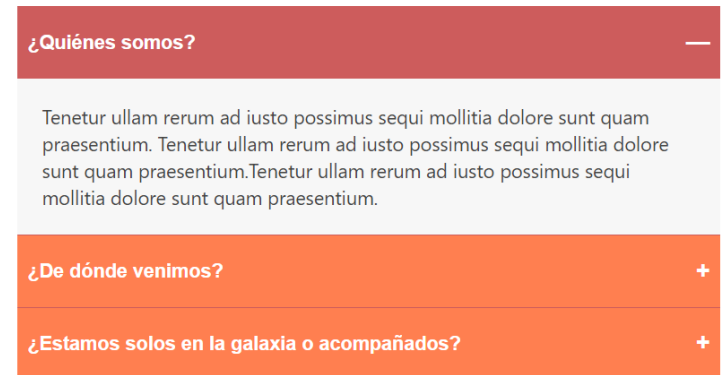 ¿Quiénes somos? —
Tenetur ullam rerum ad iusto possimus sequi mollitia dolore sunt quam
praesentium. Tenetur ullam rerum ad iusto possimus sequi mollitia dolore
sunt quam praesentium.Tenetur ullam rerum ad iusto possimus sequi
mollitia dolore sunt quam praesentium.
¿De dónde venimos? +
¿Estamos solos en la galaxia o acompañados? +